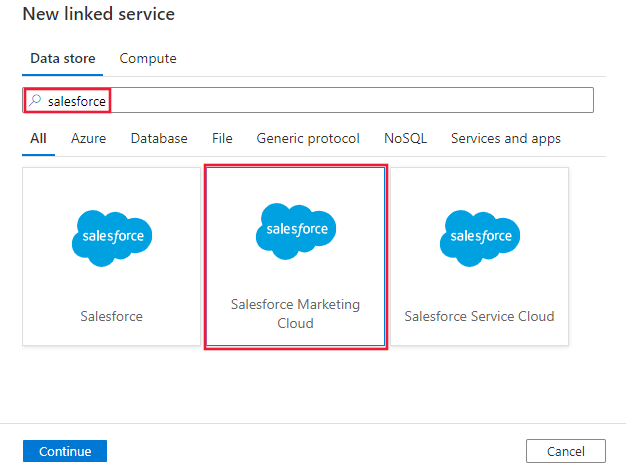 New linked service
Data store Compute
salesforce
All Azure Database File Generic protocol NoSQL Services and apps
salesforce salesforce salesforce
Salesforce Salesforce Marketing Cloud Salesforce Service Cloud
Continue Cancel